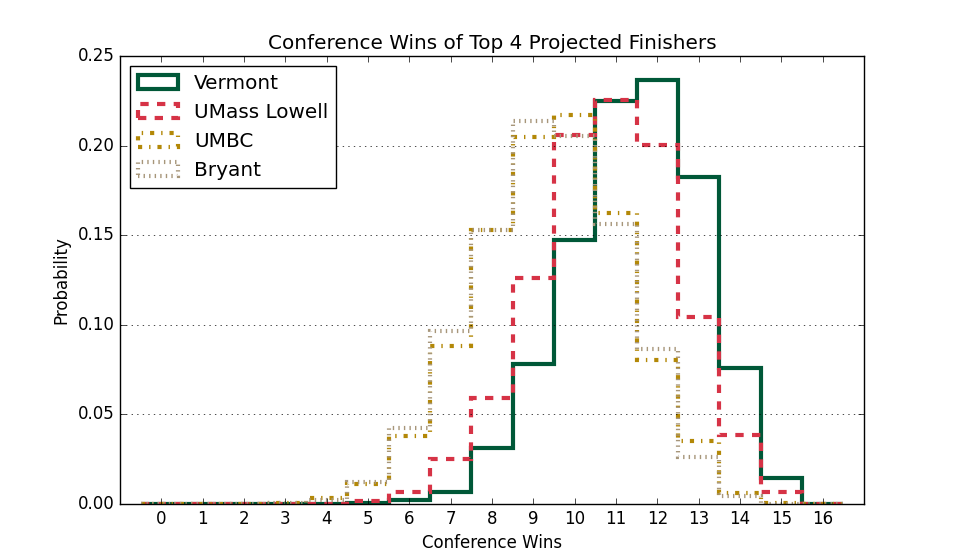 Conference Wins of Top 4 Projected Finishers
Vermont
UMass Lowell
UMBC
Bryant
Probability
0.25
0.20
0.15
0.10
0.05
0.00
0 1 2 3 4 5 6 7 8 9 10 11 12 13 14 15 16
Conference Wins